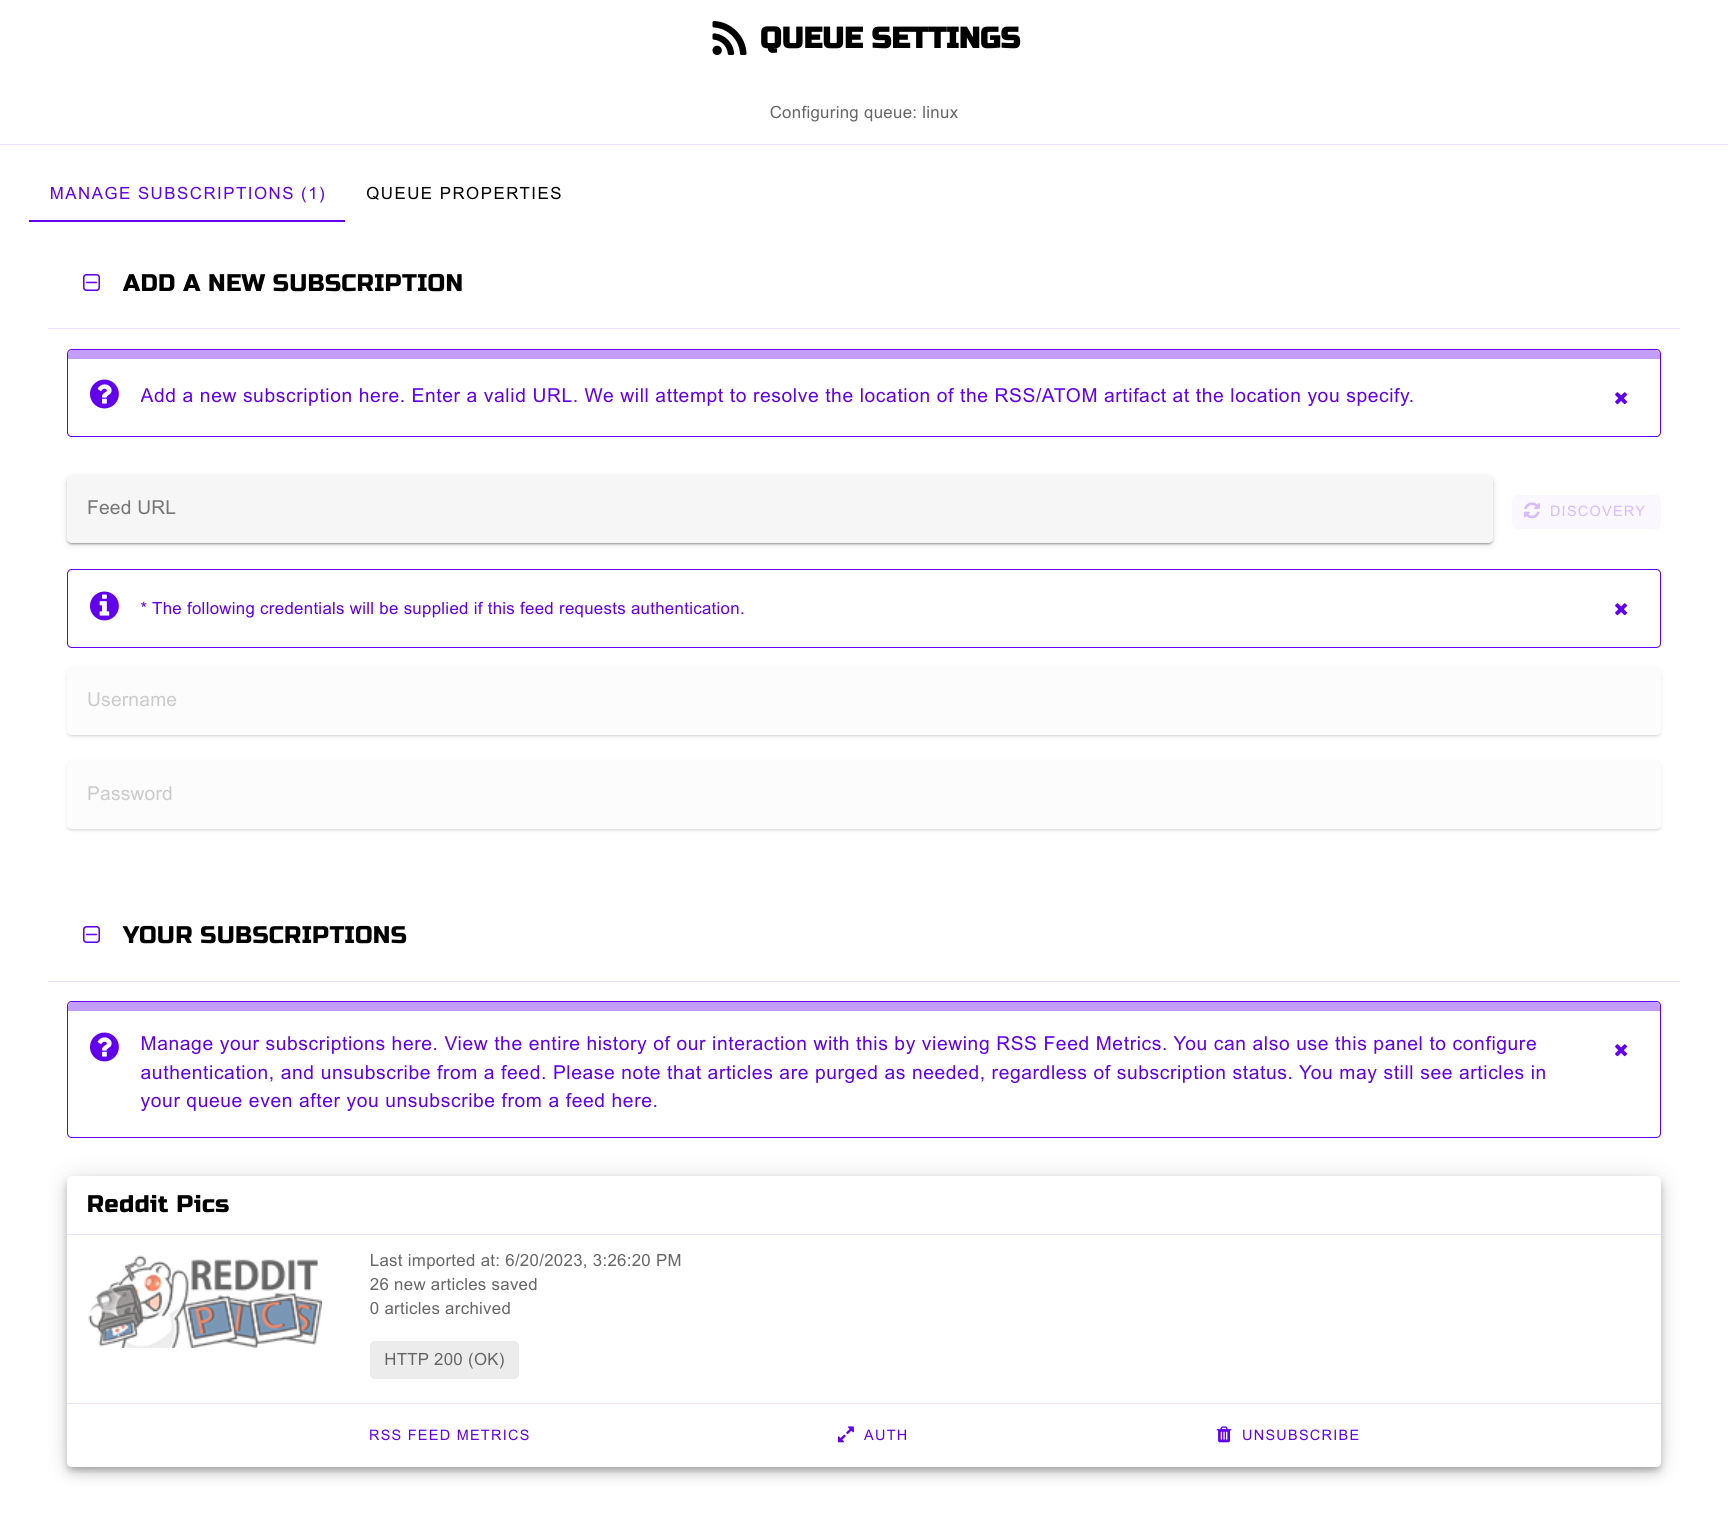 QUEUE SETTINGS
Configuring queue: linux
MANAGE SUBSCRIPTIONS (1)
QUEUE PROPERTIES
ADD A NEW SUBSCRIPTION
Add a new subscription here. Enter a valid URL. We will attempt to resolve the location of the RSS/ATOM artifact at the location you specify.
Feed URL
DISCOVERY
* The following credentials will be supplied if this feed requests authentication.
Username
Password
YOUR SUBSCRIPTIONS
Manage your subscriptions here. View the entire history of our interaction with this by viewing RSS Feed Metrics. You can also use this panel to configure
authentication, and unsubscribe from a feed. Please note that articles are purged as needed, regardless of subscription status. You may still see articles in
your queue even after you unsubscribe from a feed here.
Reddit Pics
REDDIT
PICS
Last imported at: 6/20/2023, 3:26:20 PM
26 new articles saved
0 articles archived
HTTP 200 (OK)
RSS FEED METRICS
AUTH
UNSUBSCRIBE